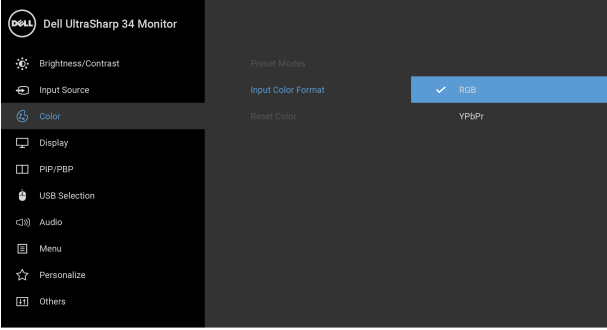 DELL Dell UltraSharp 34 Monitor
Brightness/Contrast
Preset Modes
Input Source
Input Color Format
RGB
Color
Reset Color
YPbPr
Display
PIP/PBP
USB Selection
Audio
Menu
Personalize
Others